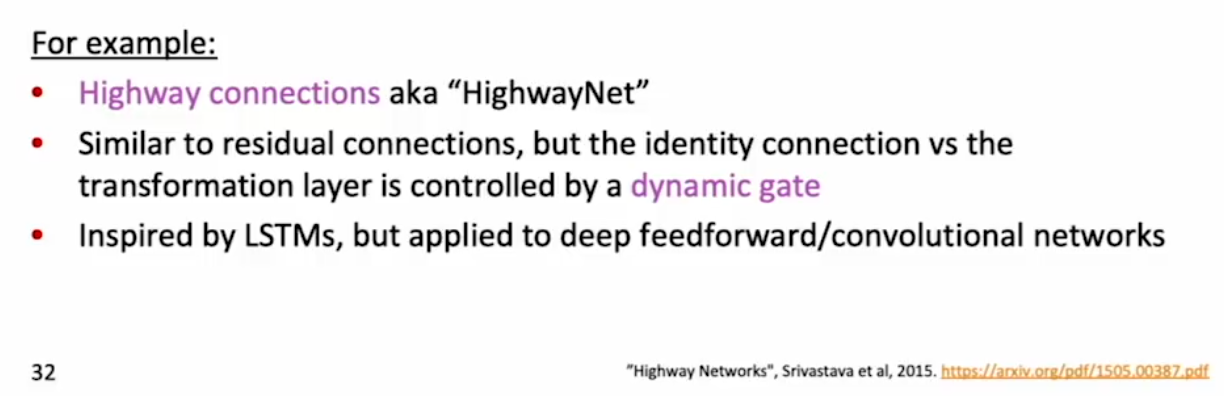 For example:
• Highway connections aka “HighwayNet”
• Similar to residual connections, but the identity connection vs the
transformation layer is controlled by a dynamic gate
• Inspired by LSTMs, but applied to deep feedforward/convolutional networks
32
"Highway Networks", Srivastava et al, 2015. https://arxiv.org/pdf/1505.00387.pdf